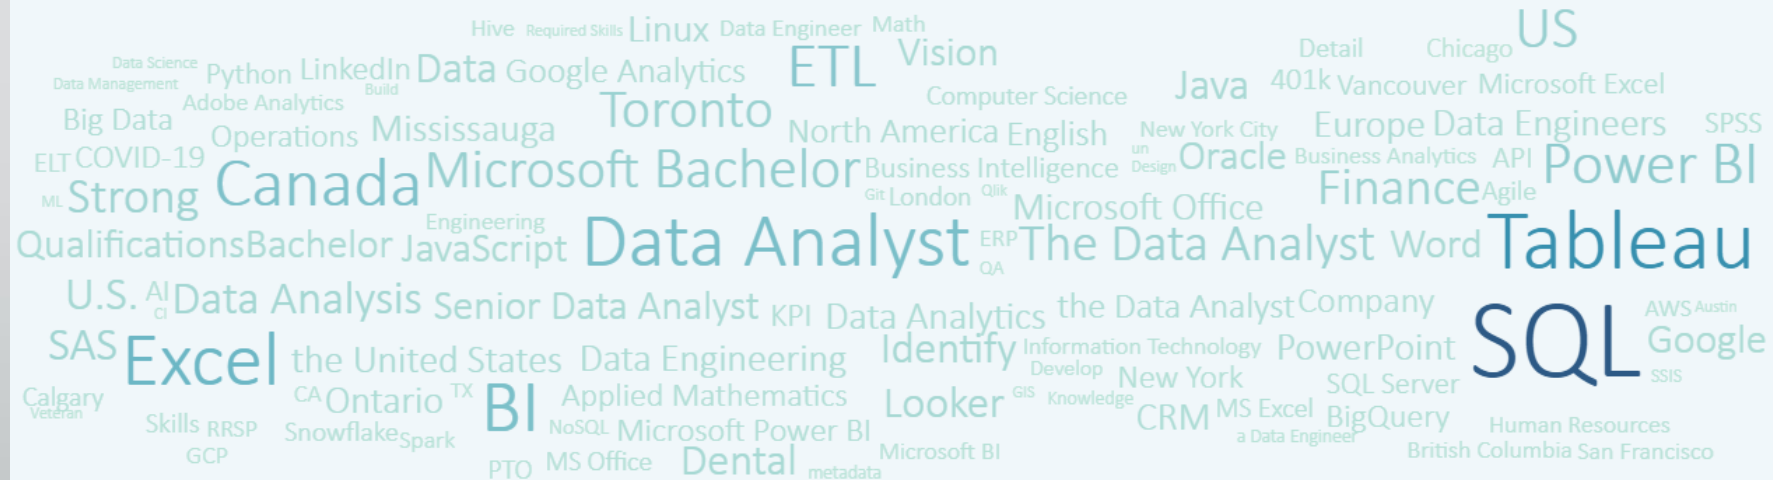 Hive Required Skills Linux Data Engineer Math US
Data Science Python LinkedIn Data Google Analytics ETL Vision Detail Chicago
Data Management Build Java 401k Vancouver Microsoft Excel
Adobe Analytics Toronto Computer Science
Big Data Operations Mississauga North America English New York City Europe Data Engineers SPSS
ELT COVID-19 Canada Microsoft Bachelor Business Intelligence un Design Oracle Business Analytics API Power BI
ML Strong Git London Qlik Microsoft Office Finance Agile
Engineering
QualificationsBachelor JavaScript Data Analyst ERP QA The Data Analyst Word Tableau
U.S. AI CI Data Analysis Senior Data Analyst KPI Data Analytics the Data Analyst Company SQL AWS Austin
SAS Excel the United States Data Engineering Identify Information Technology PowerPoint Google
Develop New York SQL Server SSIS
Calgary CA Ontario TX BI Applied Mathematics Looker GIS Knowledge CRM MS Excel BigQuery
Veteran
Skills RRSP Snowflake Spark NoSQL Microsoft Power BI a Data Engineer Human Resources
GCP PTO MS Office Dental metadata Microsoft BI British Columbia San Francisco